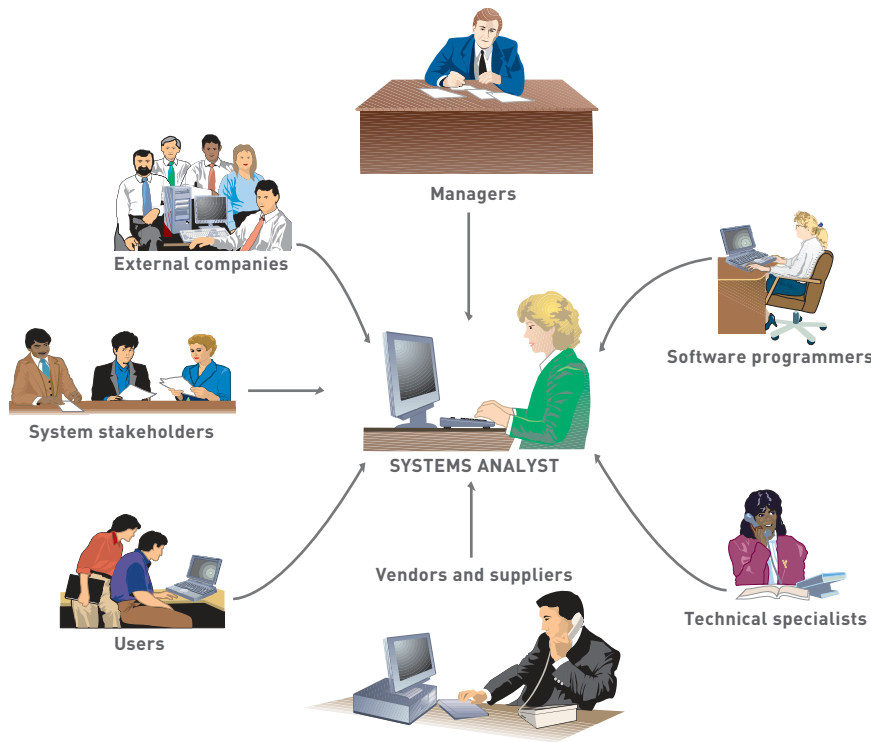 Managers
External companies
Software programmers
System stakeholders
SYSTEMS ANALYST
Vendors and suppliers
Technical specialists
Users